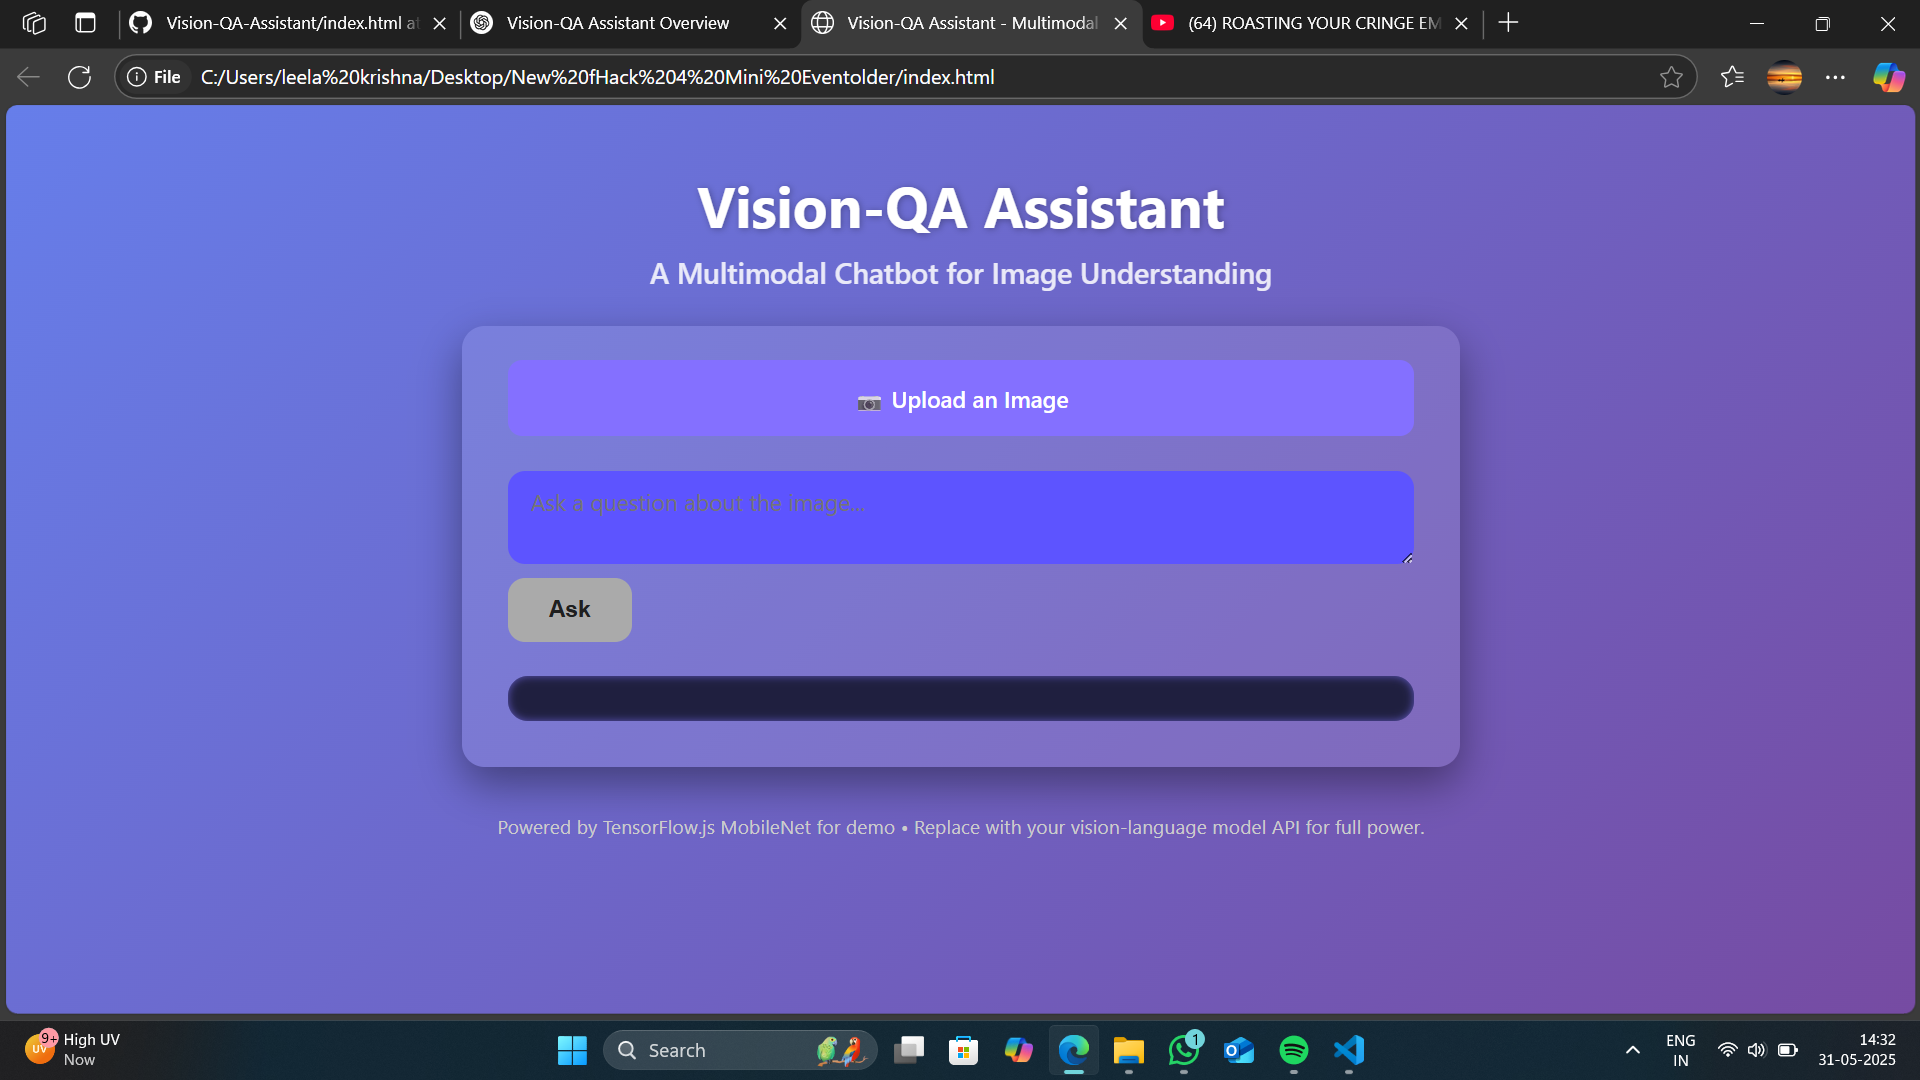 Vision-QA-Assistant/index.html at
Vision-QA Assistant Overview
Vision-QA Assistant - Multimodal
(64) ROASTING YOUR CRINGE EM
File
C:/Users/leela%20krishna/Desktop/New%20fHack%204%20Mini%20Eventolder/index.html
Vision-QA Assistant
A Multimodal Chatbot for Image Understanding
Upload an Image
Ask a question about the image...
Ask
Powered by TensorFlow.js MobileNet for demo • Replace with your vision-language model API for full power.
9+
UV
High UV
Now
Search
1
ENG
IN
14:32
31-05-2025